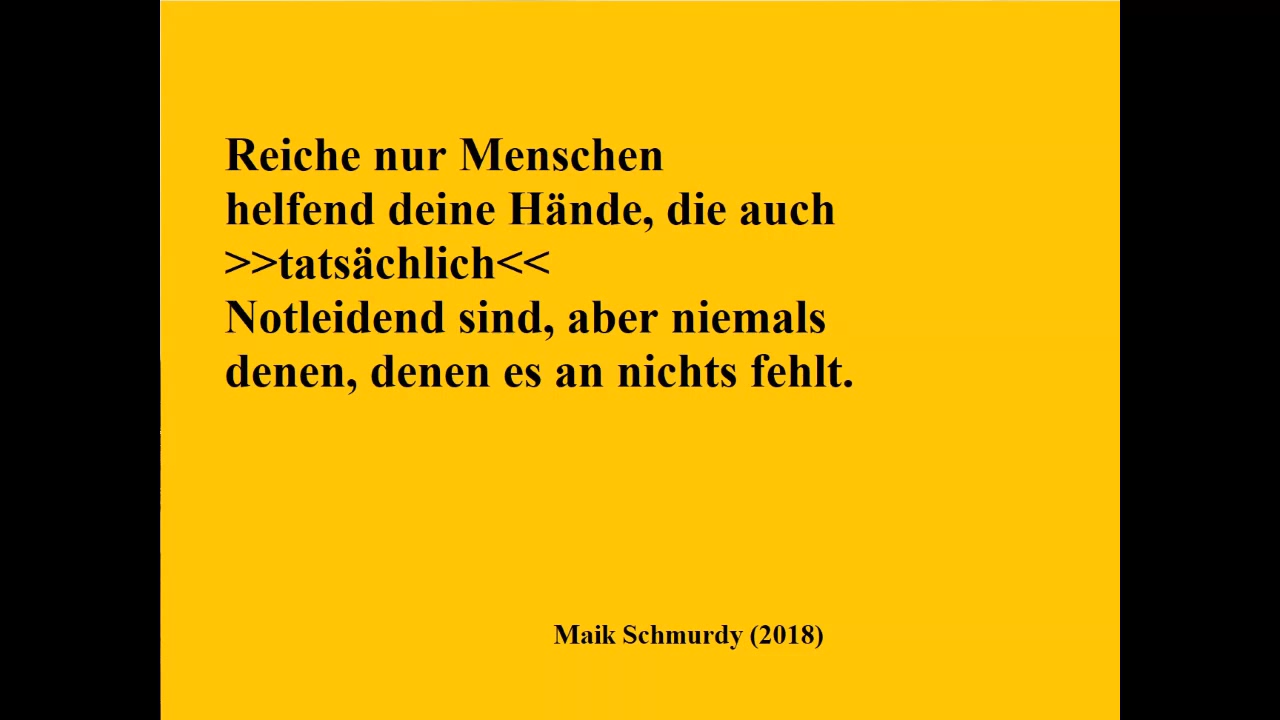 Reiche nur Menschen
helfend deine Hände, die auch
>>tatsächlich<<
Notleidend sind, aber niemals
denen, denen es an nichts fehlt.
Maik Schmurdy (2018)